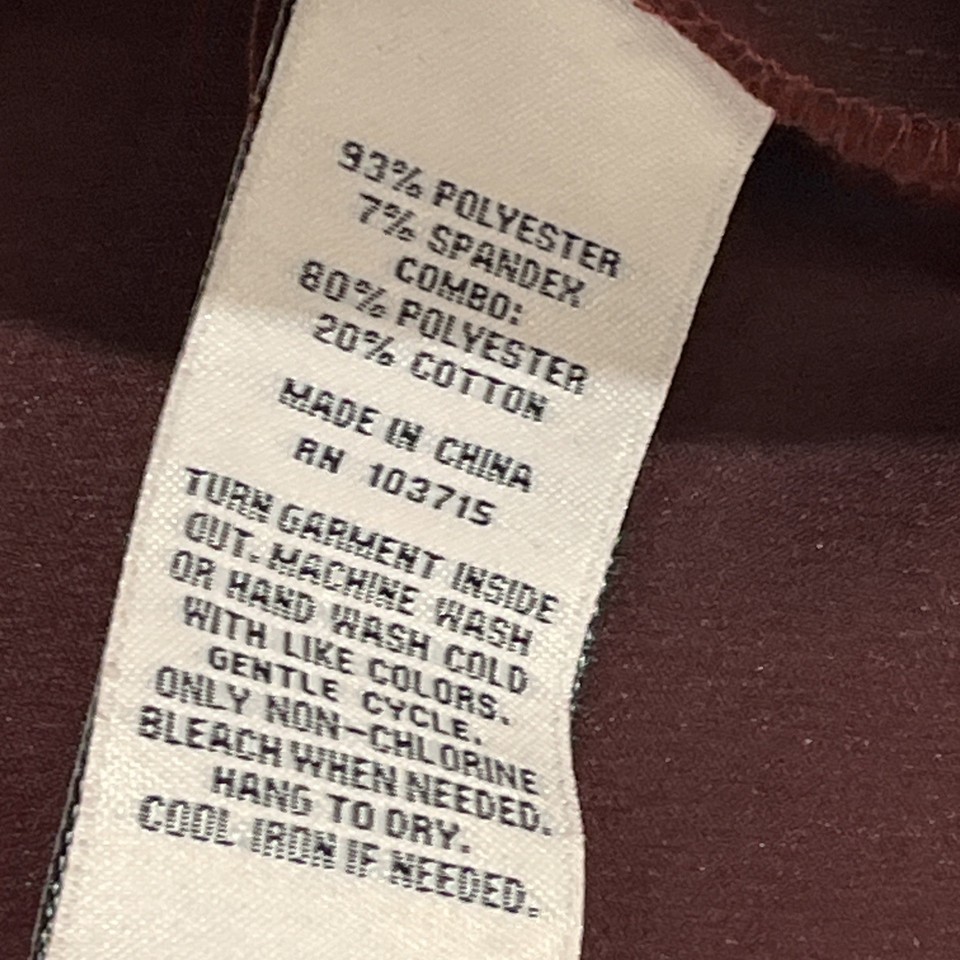 93% POLYESTER
7% SPANDEX
COMBO:
80% POLYESTER
20% COTTON
MADE IN CHINA
RN 103715
TURN GARMENT INSIDE
OUT. MACHINE WASH
OR HAND WASH COLD
WITH LIKE COLORS.
GENTLE CYCLE.
ONLY NON-CHLORINE
BLEACH WHEN NEEDED.
HANG TO DRY.
COOL IRON IF NEEDED.